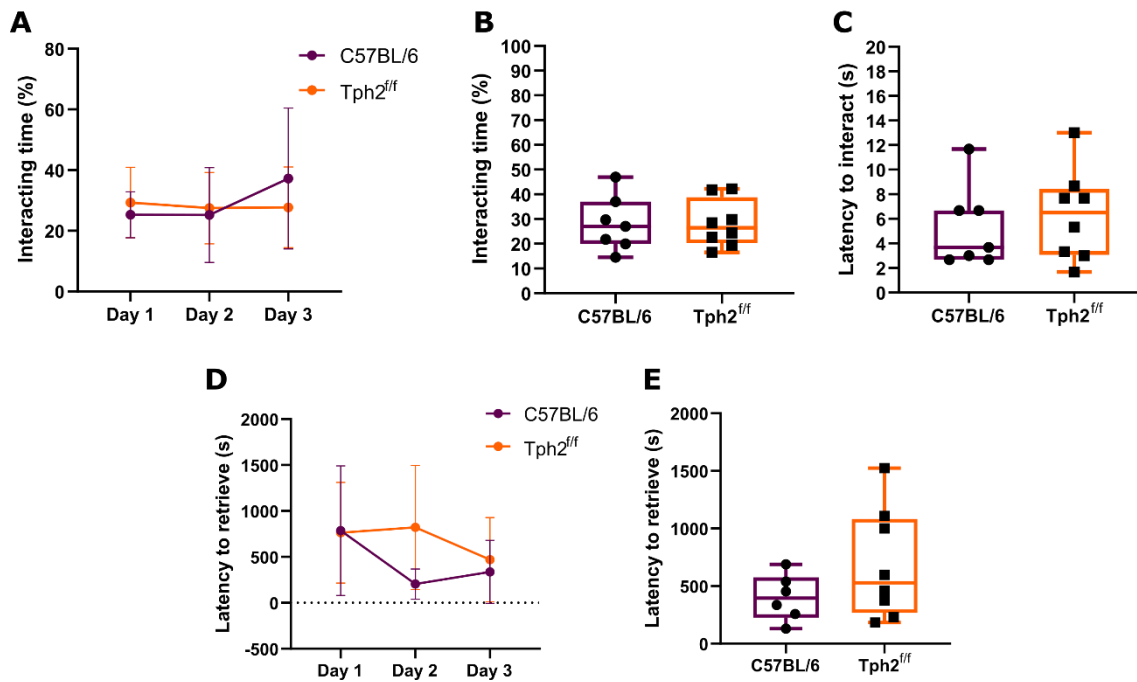 A
Interacting time (%)
80
60
40
20
0
Day 1 Day 2 Day 3
C57BL/6
Tph2f/f
B
Interacting time (%)
100
90
80
70
60
50
40
30
20
10
0
C57BL/6 Tph2f/f
C
Latency to interact (s)
20
18
16
14
12
10
8
6
4
2
0
C57BL/6 Tph2f/f
D
Latency to retrieve (s)
2000
1500
1000
500
0
-500
Day 1 Day 2 Day 3
C57BL/6
Tph2f/f
E
Latency to retrieve (s)
2000
1500
1000
500
0
C57BL/6 Tph2f/f